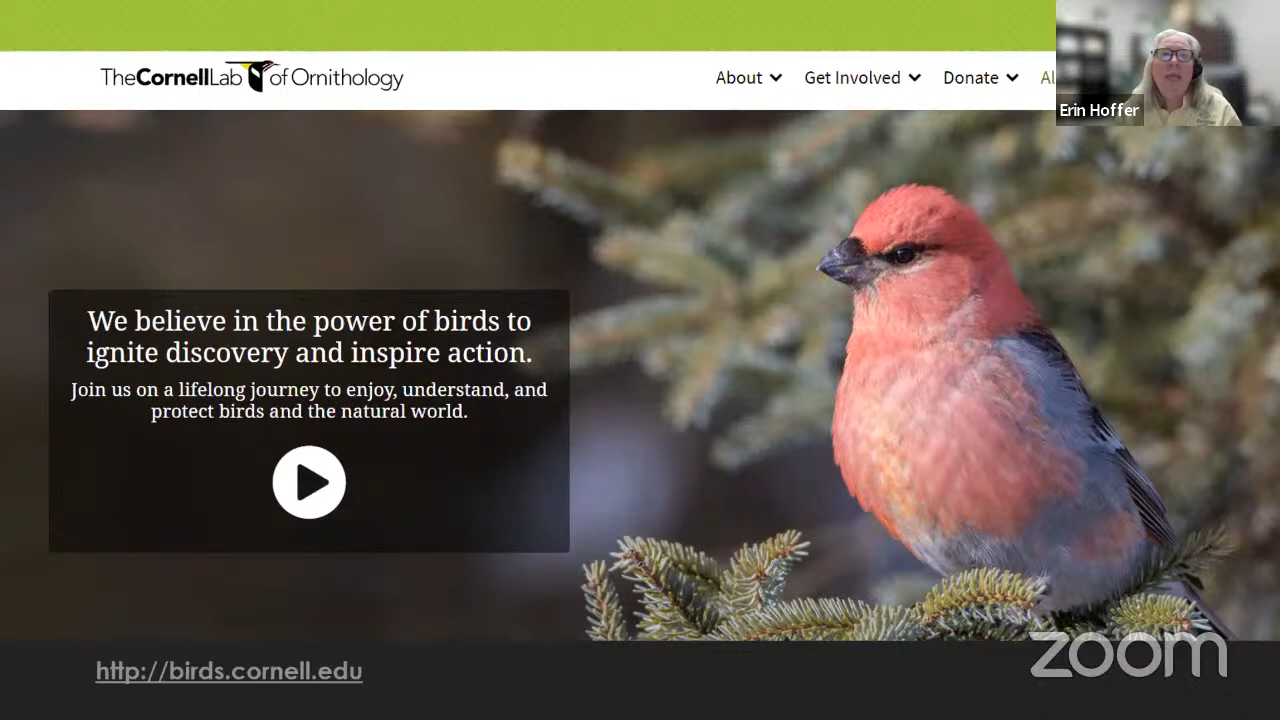 TheCornellLab of Ornithology
About Get Involved Donate Al
Erin Hoffer
We believe in the power of birds to
ignite discovery and inspire action.
Join us on a lifelong journey to enjoy, understand, and
protect birds and the natural world.
http://birds.cornell.edu
zoom